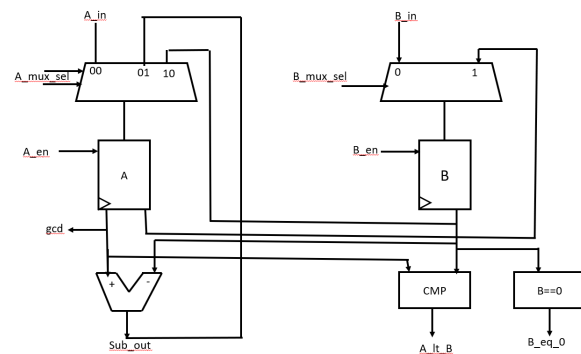 A_in
B_in
00 01 10
0 1
A_mux_sel
B_mux_sel
A_en
B_en
A
B
gcd
+ -
CMP
B==0
Sub_out
A_lt_B
B_eq_0